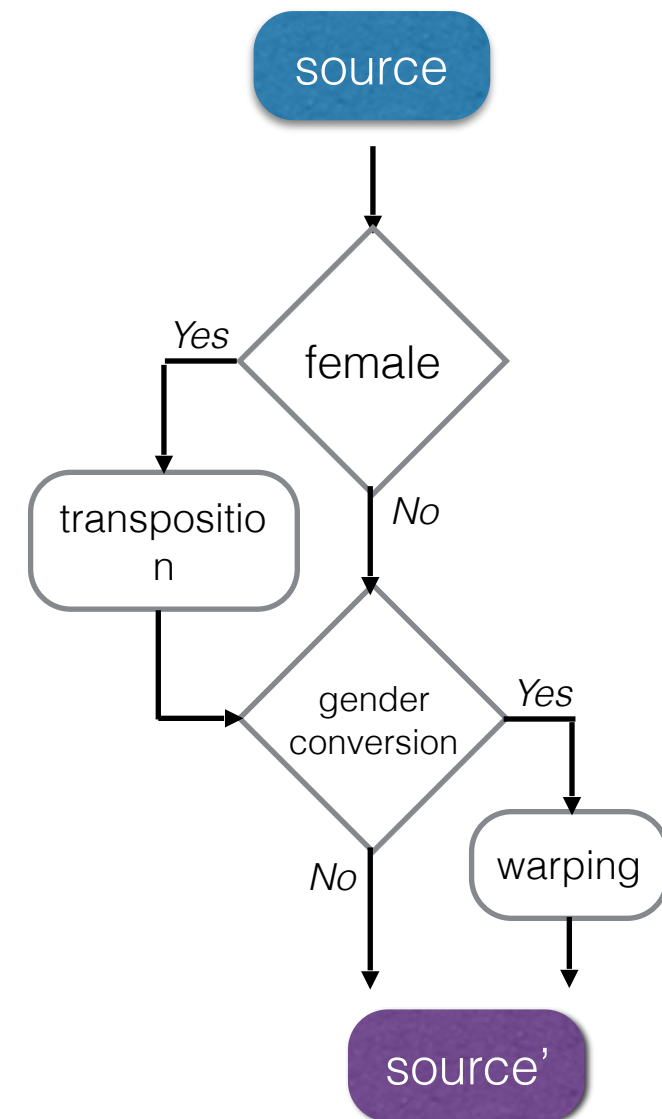 source
Yes
female
transpositio
n
No
gender
conversion
Yes
No
warping
source’